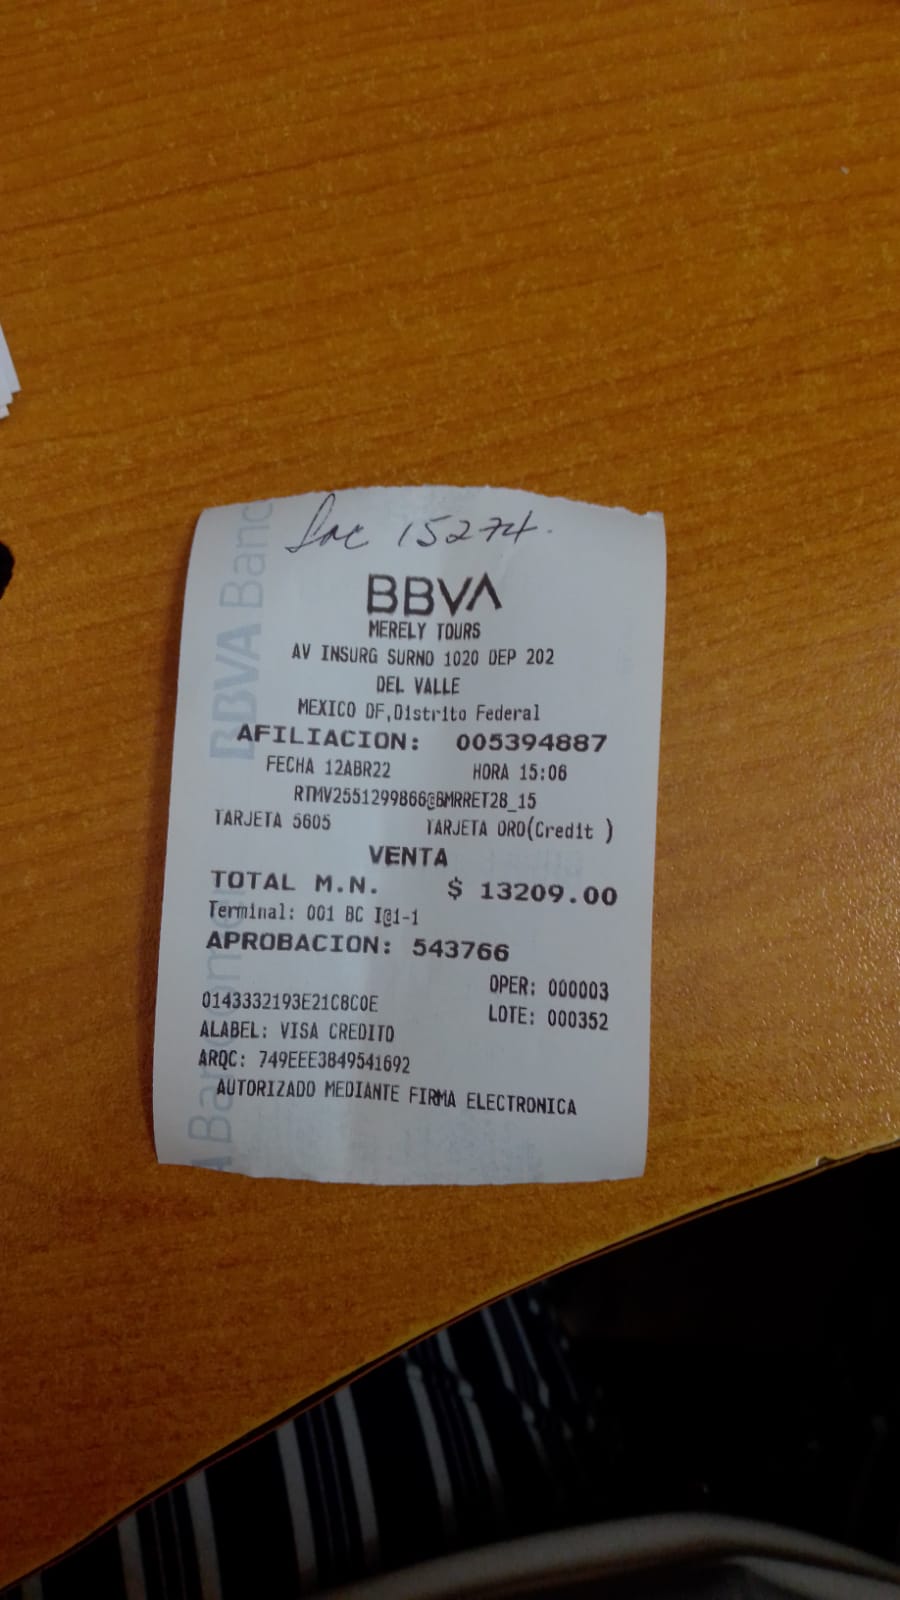 15274.
BBVA
MERELY TOURS
AV INSURG SURNO 1020 DEP 202
DEL VALLE
MEXICO DF,Distrito Federal
AFILIACION: 005394887
FECHA 12ABR22 HORA 15:06
RTMV2551299866@BMRRET28_15
TARJETA 5605 TARJETA ORO(Credit )
VENTA
TOTAL M.N. $ 13209.00
Terminal: 001 BC I@1-1
APROBACION: 543766
OPER: 000003
0143332193E21C8C0E
LOTE: 000352
ALABEL: VISA CREDITO
ARQC: 749EEE3849541692
AUTORIZADO MEDIANTE FIRMA ELECTRONICA